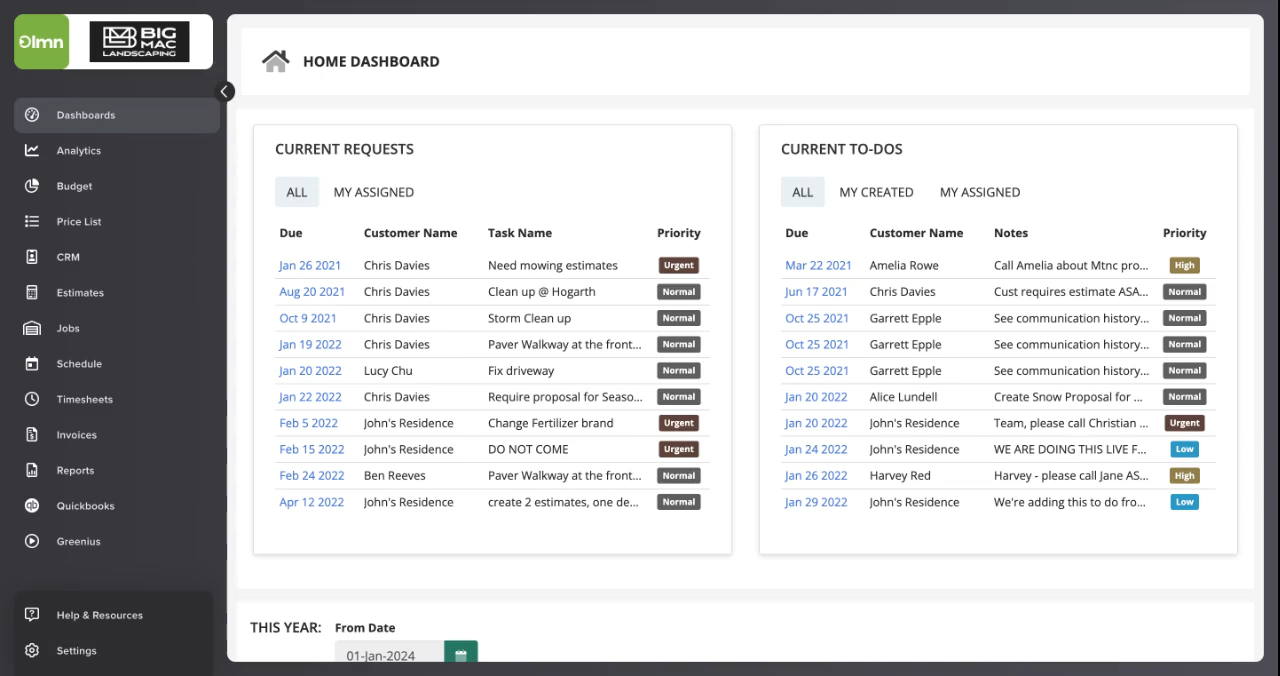 lmn
BIG
MAC
LANDSCAPING
Dashboards
Analytics
Budget
Price List
CRM
Estimates
Jobs
Schedule
Timesheets
Invoices
Reports
Quickbooks
Greenius
Help & Resources
Settings
HOME DASHBOARD
CURRENT REQUESTS
ALL MY ASSIGNED
Due Customer Name Task Name Priority
Jan 26 2021 Chris Davies Need mowing estimates Urgent
Aug 20 2021 Chris Davies Clean up @ Hogarth Normal
Oct 9 2021 Chris Davies Storm Clean up Normal
Jan 19 2022 Chris Davies Paver Walkway at the front... Normal
Jan 20 2022 Lucy Chu Fix driveway Normal
Jan 22 2022 Chris Davies Require proposal for Seaso... Normal
Feb 5 2022 John's Residence Change Fertilizer brand Urgent
Feb 15 2022 John's Residence DO NOT COME Urgent
Feb 24 2022 Ben Reeves Paver Walkway at the front... Normal
Apr 12 2022 John's Residence create 2 estimates, one de... Normal
CURRENT TO-DOS
ALL MY CREATED MY ASSIGNED
Due Customer Name Notes Priority
Mar 22 2021 Amelia Rowe Call Amelia about Mtnc pro... High
Jun 17 2021 Chris Davies Cust requires estimate ASA... Normal
Oct 25 2021 Garrett Epple See communication history... Normal
Oct 25 2021 Garrett Epple See communication history... Normal
Oct 25 2021 Garrett Epple See communication history... Normal
Jan 20 2022 Alice Lundell Create Snow Proposal for ... Normal
Jan 20 2022 John's Residence Team, please call Christian ... Urgent
Jan 24 2022 John's Residence WE ARE DOING THIS LIVE F... Low
Jan 26 2022 Harvey Red Harvey - please call Jane AS... High
Jan 29 2022 John's Residence We're adding this to do fro... Low
THIS YEAR: From Date
01-Jan-2024